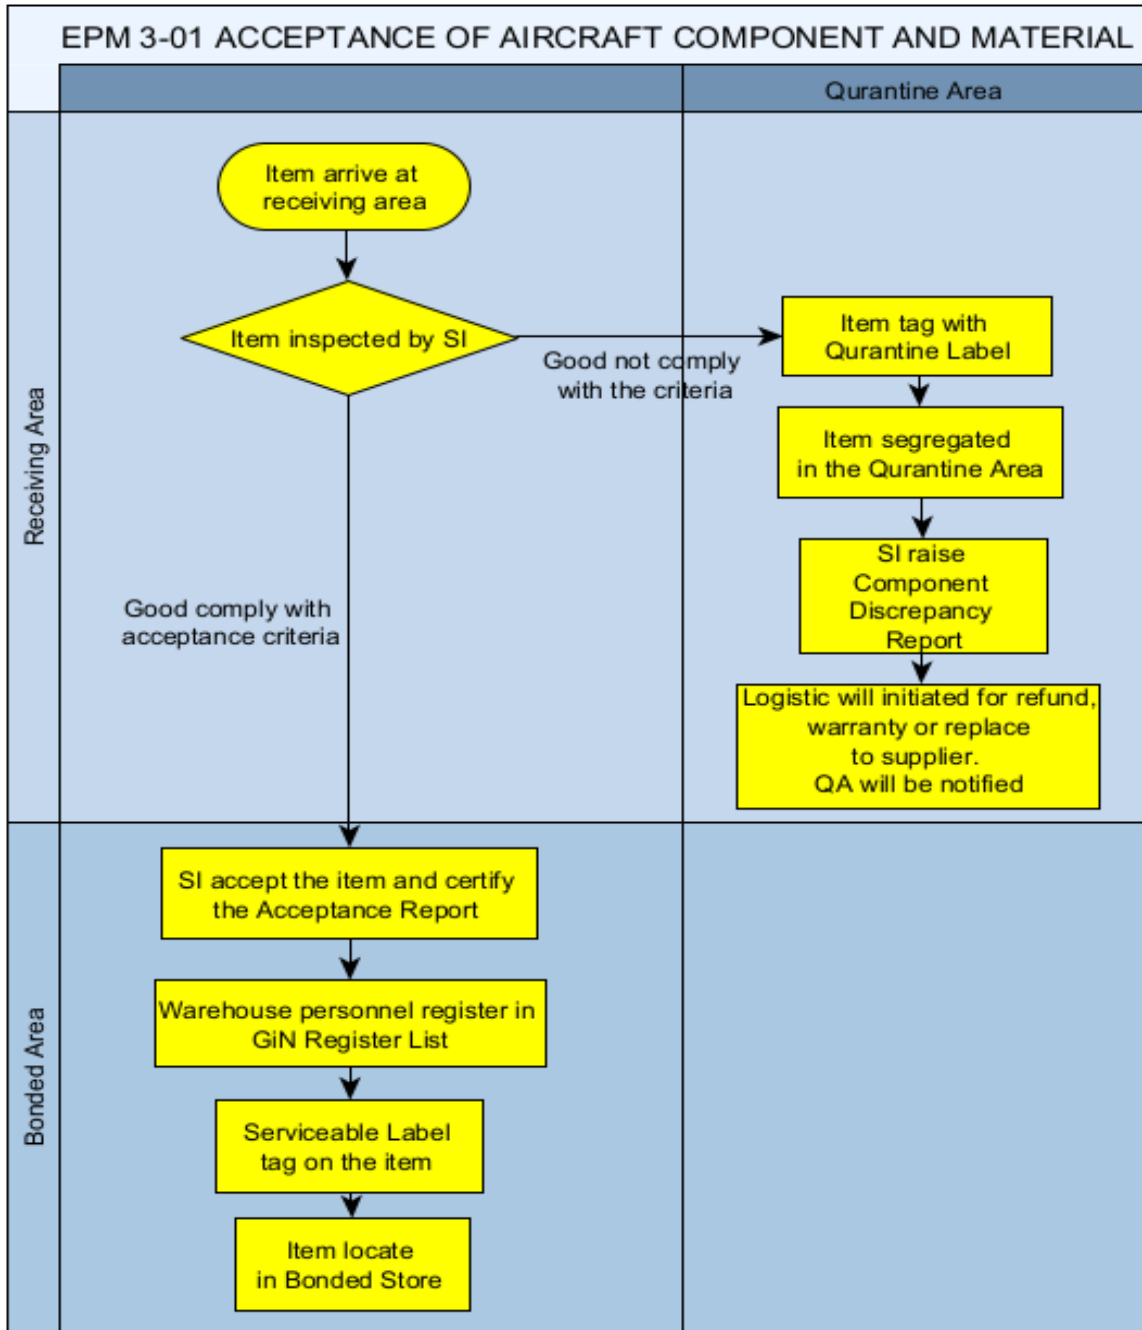 EPM 3-01 ACCEPTANCE OF AIRCRAFT COMPONENT AND MATERIAL
Qurantine Area
Receiving Area
Item arrive at
receiving area
Item inspected by SI
Good not comply
with the criteria
Item tag with
Qurantine Label
Item segregated
in the Qurantine Area
SI raise
Component
Discrepancy
Report
Logistic will initiated for refund,
warranty or replace
to supplier.
QA will be notified
Good comply with
acceptance criteria
Bonded Area
SI accept the item and certify
the Acceptance Report
Warehouse personnel register in
GiN Register List
Serviceable Label
tag on the item
Item locate
in Bonded Store